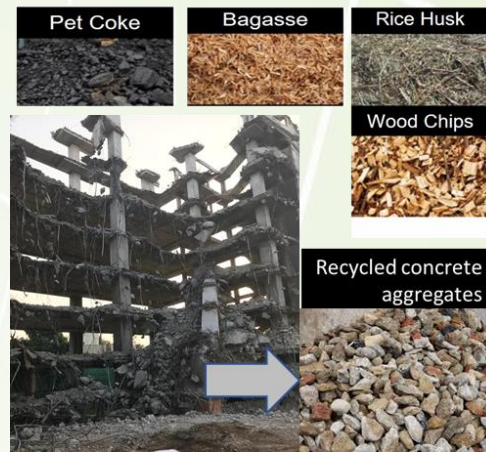 Pet Coke
Bagasse
Rice Husk
Wood Chips
Recycled concrete
aggregates